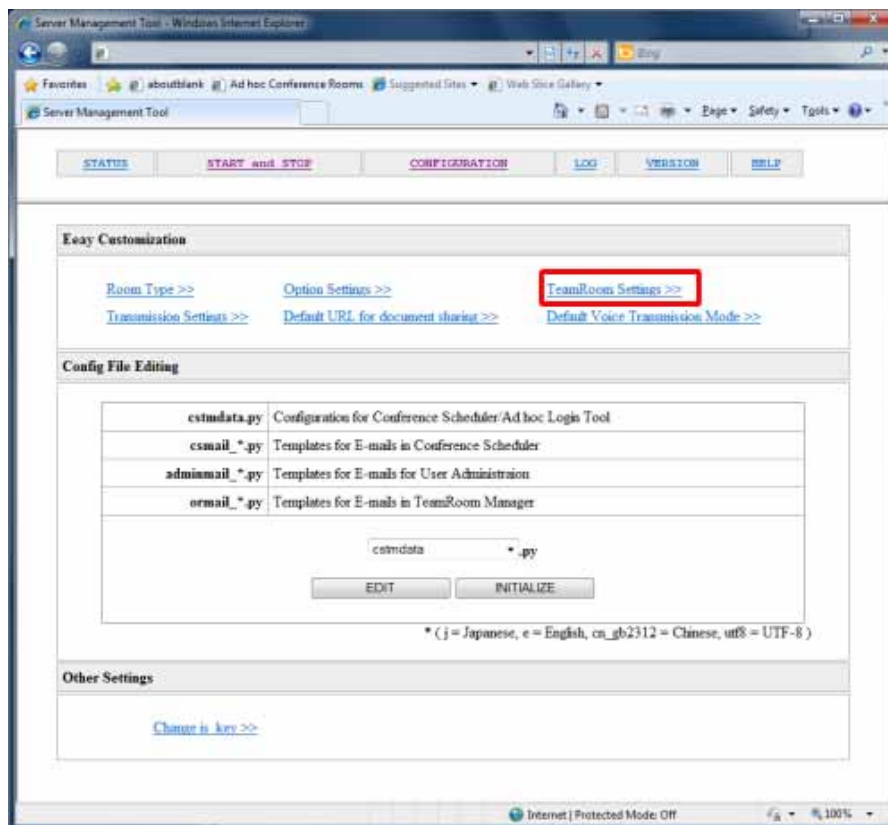 Server Management Tool - Windows Internet Explorer
Bing
Favorites about:blank Ad hoc Conference Rooms Suggested Sites Web Slice Gallery
Server Management Tool Page Safety Tools
STATUS START and STOP CONFIGURATION LOG VERSION HELP
Eeay Customization
Room Type >> Option Settings >> TeamRoom Settings >>
Transmission Settings >> Default URL for document sharing >> Default Voice Transmission Mode >>
Config File Editing
cstmdata.py Configuration for Conference Scheduler/Ad hoc Login Tool
csmail_*.py Templates for E-mails in Conference Scheduler
adminmail_*.py Templates for E-mails for User Administraion
ormail_*.py Templates for E-mails in TeamRoom Manager
cstmdata .py
EDIT INITIALIZE
* ( j = Japanese, e = English, cn_gb2312 = Chinese, utf8 = UTF-8 )
Other Settings
Change is_key >>
Internet | Protected Mode: Off 100%